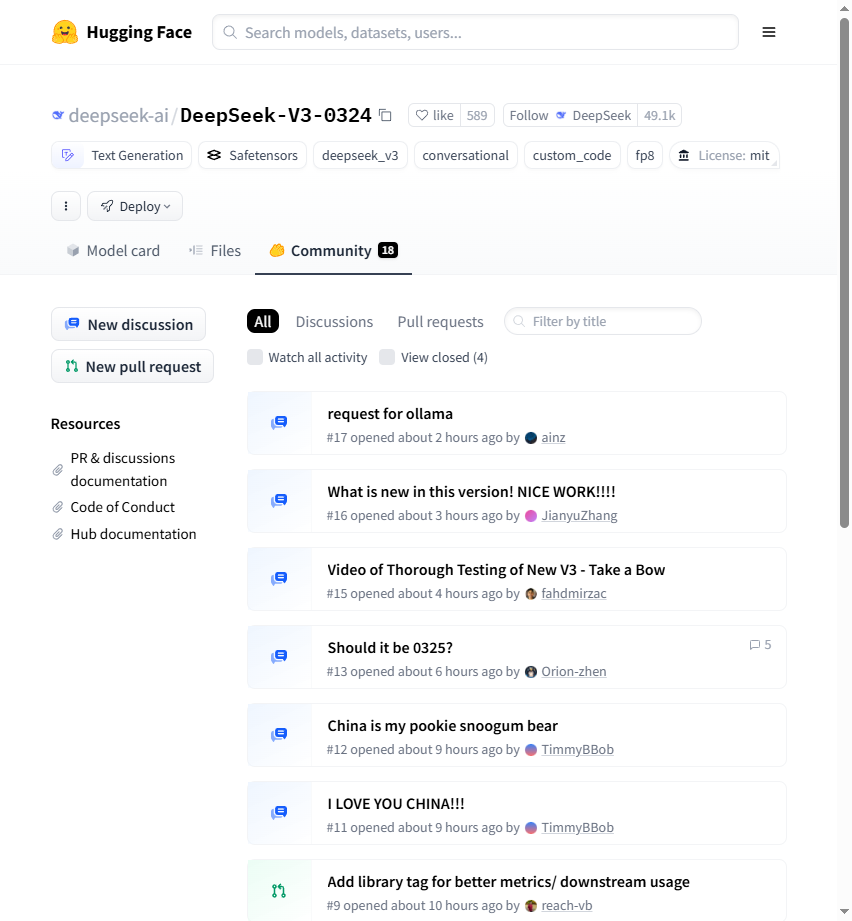 Hugging Face
Search models, datasets, users...
deepseek-ai/DeepSeek-V3-0324
like 589
Follow DeepSeek 49.1k
Text Generation Safetensors deepseek_v3 conversational custom_code fp8 License: mit
Deploy
Model card Files Community 18
New discussion
New pull request
Resources
PR & discussions
documentation
Code of Conduct
Hub documentation
All Discussions Pull requests Filter by title
Watch all activity View closed (4)
request for ollama
#17 opened about 2 hours ago by ainz
What is new in this version! NICE WORK!!!!
#16 opened about 3 hours ago by JianyuZhang
Video of Thorough Testing of New V3 - Take a Bow
#15 opened about 4 hours ago by fahdmirzac
Should it be 0325?
5
#13 opened about 6 hours ago by Orion-zhen
China is my pookie snoogum bear
#12 opened about 9 hours ago by TimmyBBob
I LOVE YOU CHINA!!!
#11 opened about 9 hours ago by TimmyBBob
Add library tag for better metrics/ downstream usage
#9 opened about 10 hours ago by reach-vb